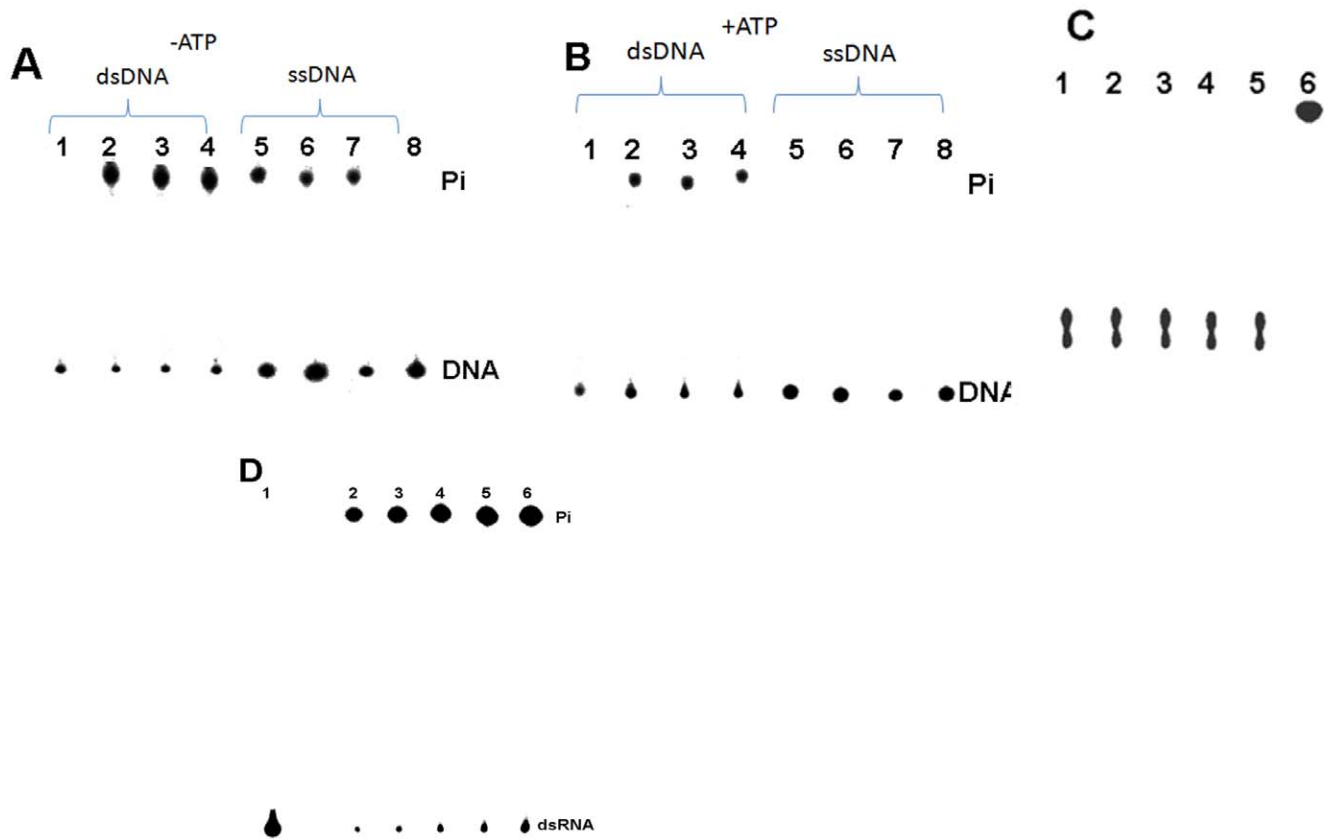 A
-ATP
dsDNA ssDNA
1 2 3 4 5 6 7 8
Pi
DNA
B
+ATP
dsDNA ssDNA
1 2 3 4 5 6 7 8
Pi
DNA
C
1 2 3 4 5 6
D
1 2 3 4 5 6
Pi
dsRNA